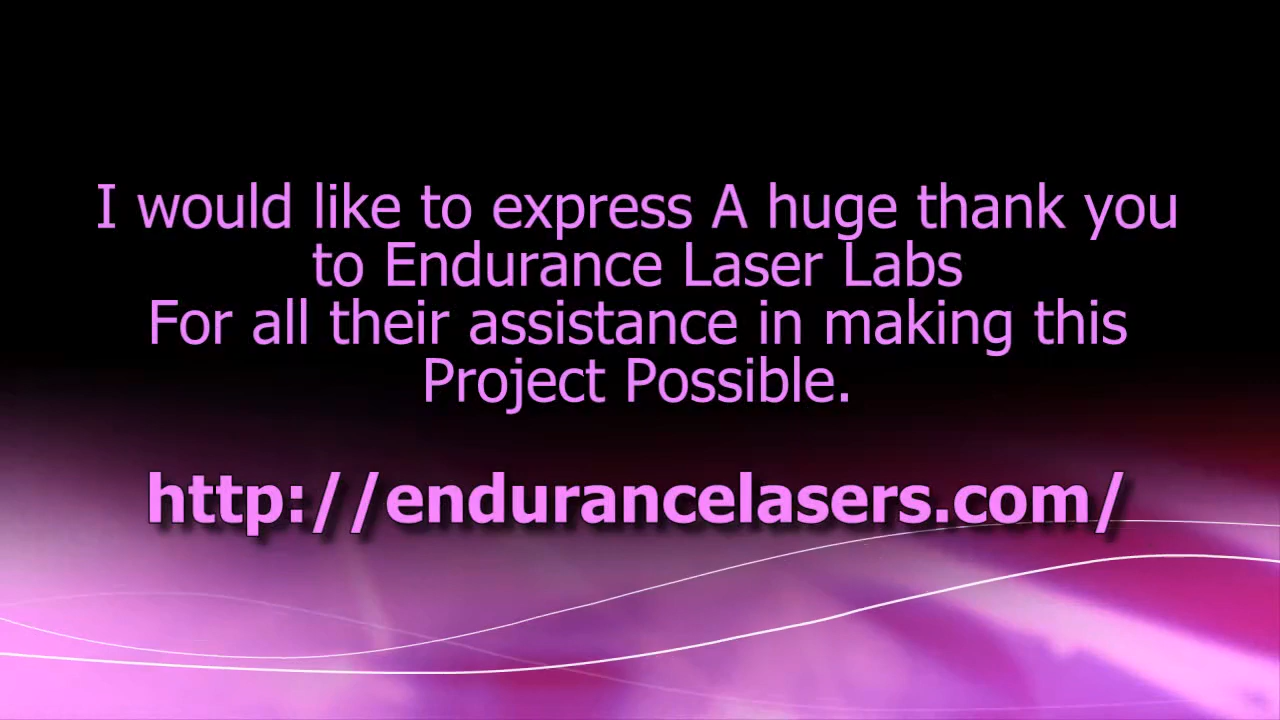 I would like to express A huge thank you
to Endurance Laser Labs
For all their assistance in making this
Project Possible.
http://endurancelasers.com/